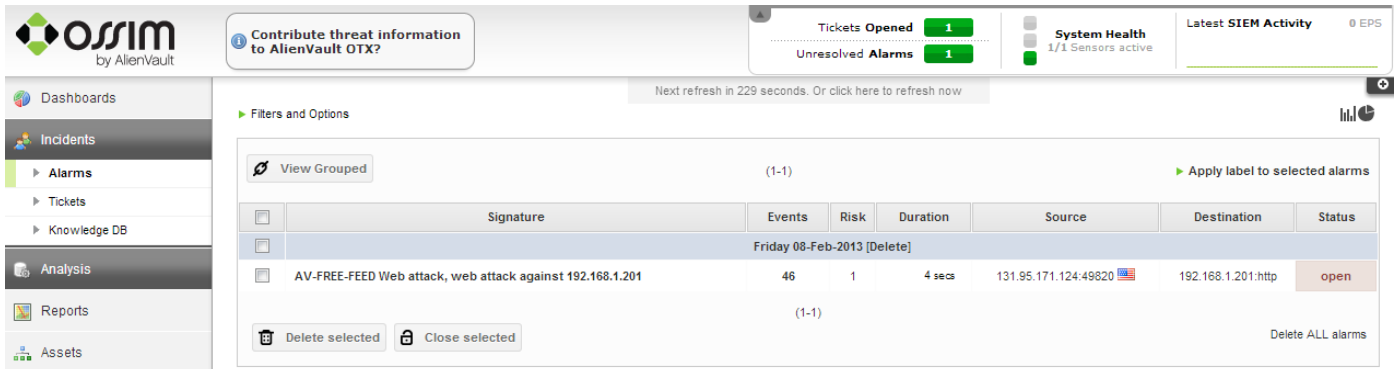 OSSIM
by AlienVault
Contribute threat information
to AlienVault OTX?
Tickets Opened 1
Unresolved Alarms 1
System Health
1/1 Sensors active
Latest SIEM Activity 0 EPS
Dashboards
Incidents
Alarms
Tickets
Knowledge DB
Analysis
Reports
Assets
Next refresh in 229 seconds. Or click here to refresh now
Filters and Options
View Grouped
(1-1)
Apply label to selected alarms
Signature Events Risk Duration Source Destination Status
Friday 08-Feb-2013 [Delete]
AV-FREE-FEED Web attack, web attack against 192.168.1.201 46 1 4 secs 131.95.171.124:49820 192.168.1.201:http open
(1-1)
Delete selected Close selected
Delete ALL alarms